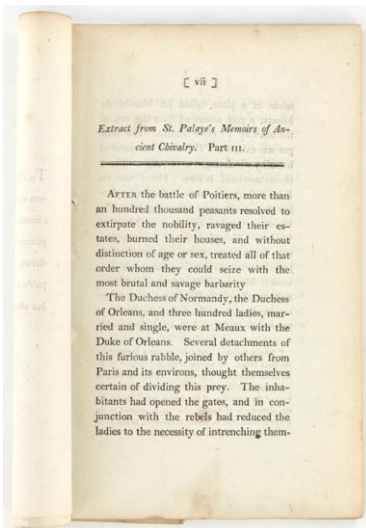 [ vii ]
Extract from St. Palaye's Memoirs of An-
cient Chivalry. Part III.
AFTER the battle of Poitiers, more than
an hundred thousand peasants resolved to
extirpate the nobility, ravaged their es-
tates, burned their houses, and without
distinction of age or sex, treated all of that
order whom they could seize with the
most brutal and savage barbarity
The Duchess of Normandy, the Duchess
of Orleans, and three hundred ladies, mar-
ried and single, were at Meaux with the
Duke of Orleans. Several detachments of
this furious rabble, joined by others from
Paris and its environs, thought themselves
certain of dividing this prey. The inha-
bitants had opened the gates, and in con-
junction with the rebels had reduced the
ladies to the necessity of intrenching them-